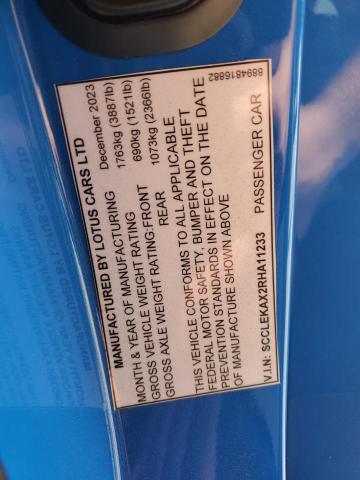 MANUFACTURED BY LOTUS CARS LTD
MONTH & YEAR OF MANUFACTURING December 2023
GROSS VEHICLE WEIGHT RATING: 1763kg (3887lb)
GROSS AXLE WEIGHT RATING:FRONT 690kg (1521lb)
REAR 1073kg (2366lb)
THIS VEHICLE CONFORMS TO ALL APPLICABLE
FEDERAL MOTOR SAFETY, BUMPER AND THEFT
PREVENTION STANDARDS IN EFFECT ON THE DATE
OF MANUFACTURE SHOWN ABOVE
V.I.N: SCCLEKAX2RHA11233 PASSENGER CAR
8894816882